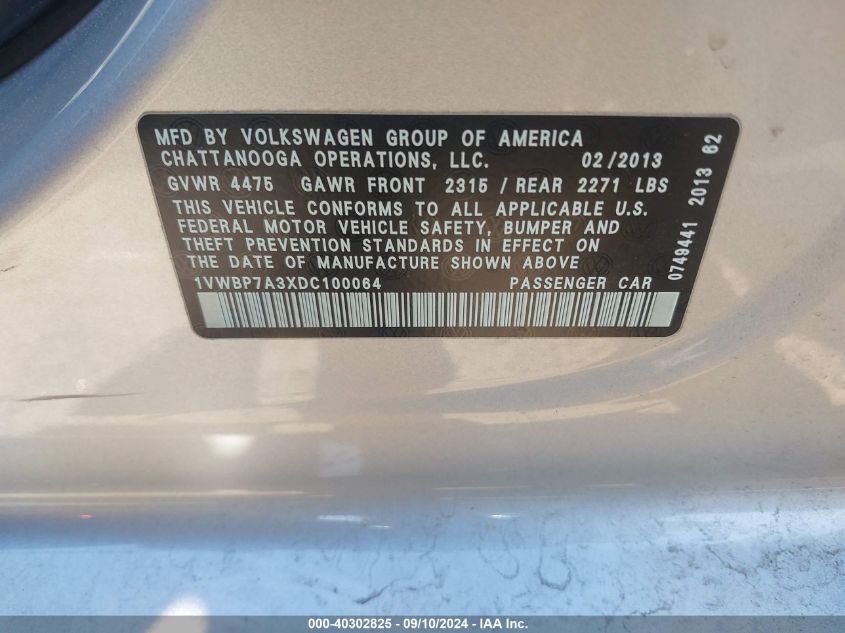 MFD BY VOLKSWAGEN GROUP OF AMERICA
CHATTANOOGA OPERATIONS, LLC. 02/2013
GVWR 4475 GAWR FRONT 2315 / REAR 2271 LBS
THIS VEHICLE CONFORMS TO ALL APPLICABLE U.S.
FEDERAL MOTOR VEHICLE SAFETY, BUMPER AND
THEFT PREVENTION STANDARDS IN EFFECT ON
THE DATE OF MANUFACTURE SHOWN ABOVE
1VWBP7A3XDC100064 PASSENGER CAR
0749441 2013 62
000-40302825 - 09/10/2024 - IAA Inc.